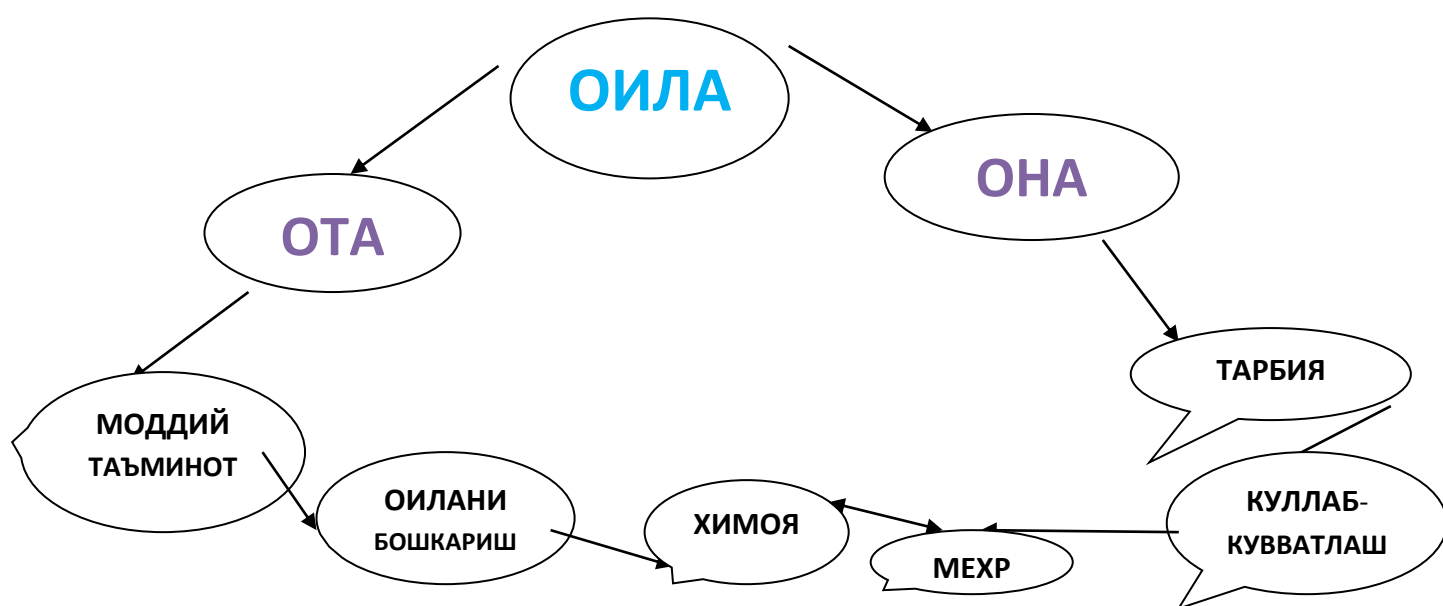 ОИЛА
ОНА
ОТА
ТАРБИЯ
МОДДИЙ
ТАЪМИНОТ
ОИЛАНИ
БОШКАРИШ
ХИМОЯ
МЕХР
КУЛЛАБ-
КУВВАТЛАШ